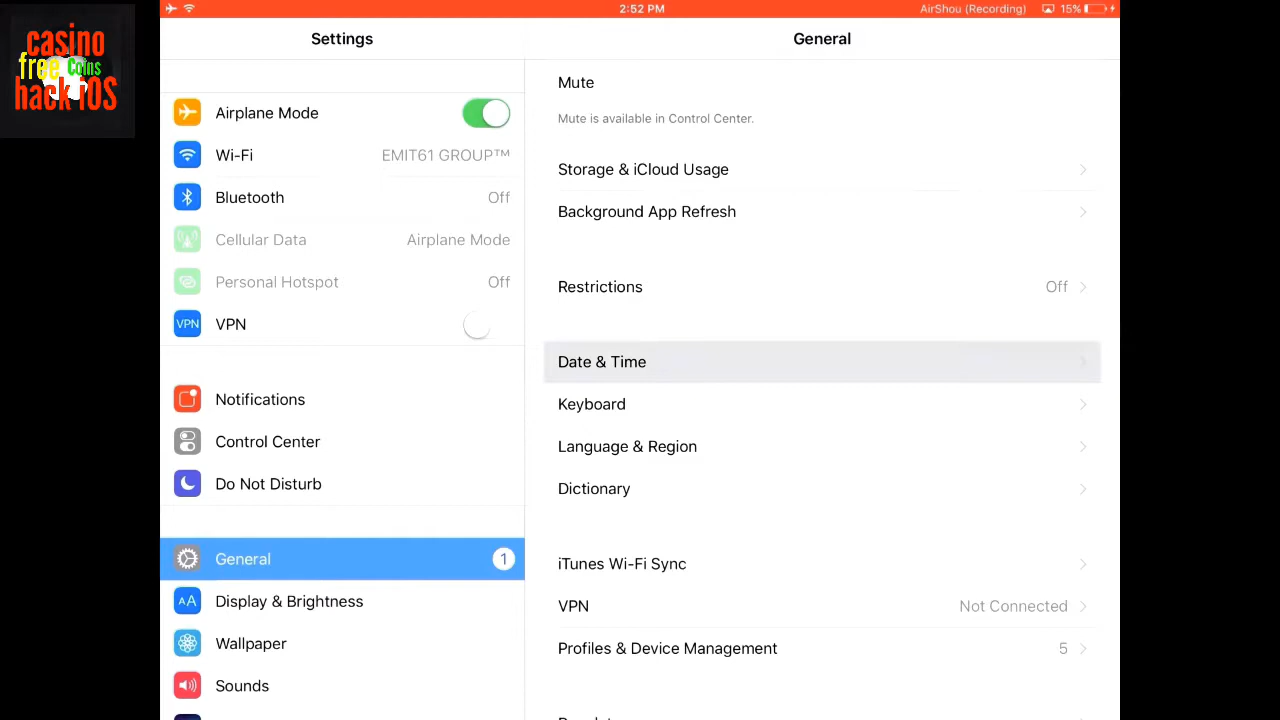 casino
free Coins
hack iOS
2:52 PM
AirShou (Recording)
15%
Settings
General
Airplane Mode
Wi-Fi
EMIT61 GROUP™
Bluetooth
Off
Cellular Data
Airplane Mode
Personal Hotspot
Off
VPN
VPN
Notifications
Control Center
Do Not Disturb
General
1
AA
Display & Brightness
Wallpaper
Sounds
Mute
Mute is available in Control Center.
Storage & iCloud Usage
Background App Refresh
Restrictions
Off
Date & Time
Keyboard
Language & Region
Dictionary
iTunes Wi-Fi Sync
VPN
Not Connected
Profiles & Device Management
5